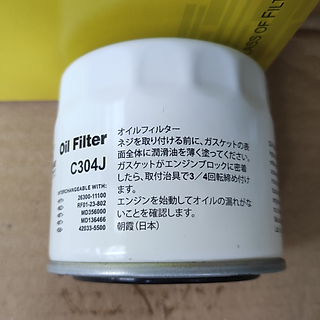 ASS OF FILT
Oil Filter
C304J
INTERCHANGEABLE WITH:
26300-11100
RF01-23-802
MD356000
MD136466
42033-5500
オイルフィルター
ネジを取り付ける前に、ガスケットの表
面全体に潤滑油を薄く塗ってください。
ガスケットがエンジンブロックに密着
したら、取付治具で3/4回転締め付け
ます。
エンジンを始動してオイルの漏れがな
いことを確認します。
朝霞(日本)